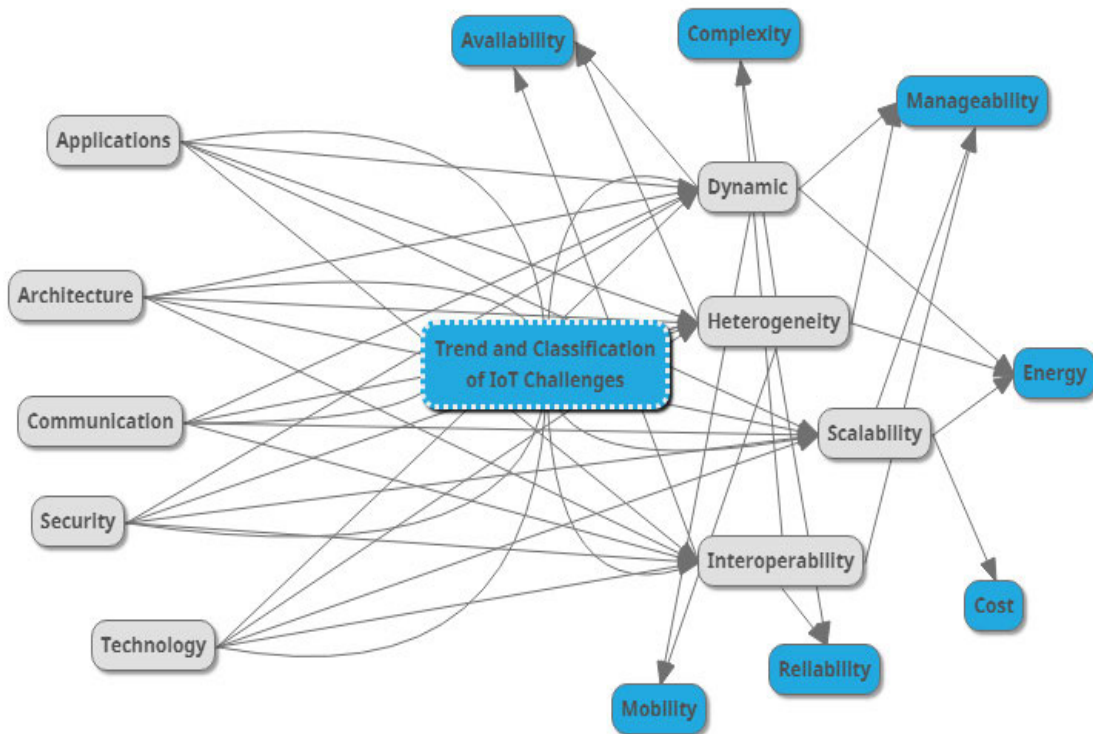 Availability
Complexity
Manageability
Applications
Dynamic
Architecture
Heterogeneity
Trend and Classification
of IoT Challenges
Energy
Communication
Scalability
Security
Interoperability
Cost
Technology
Reliability
Mobility